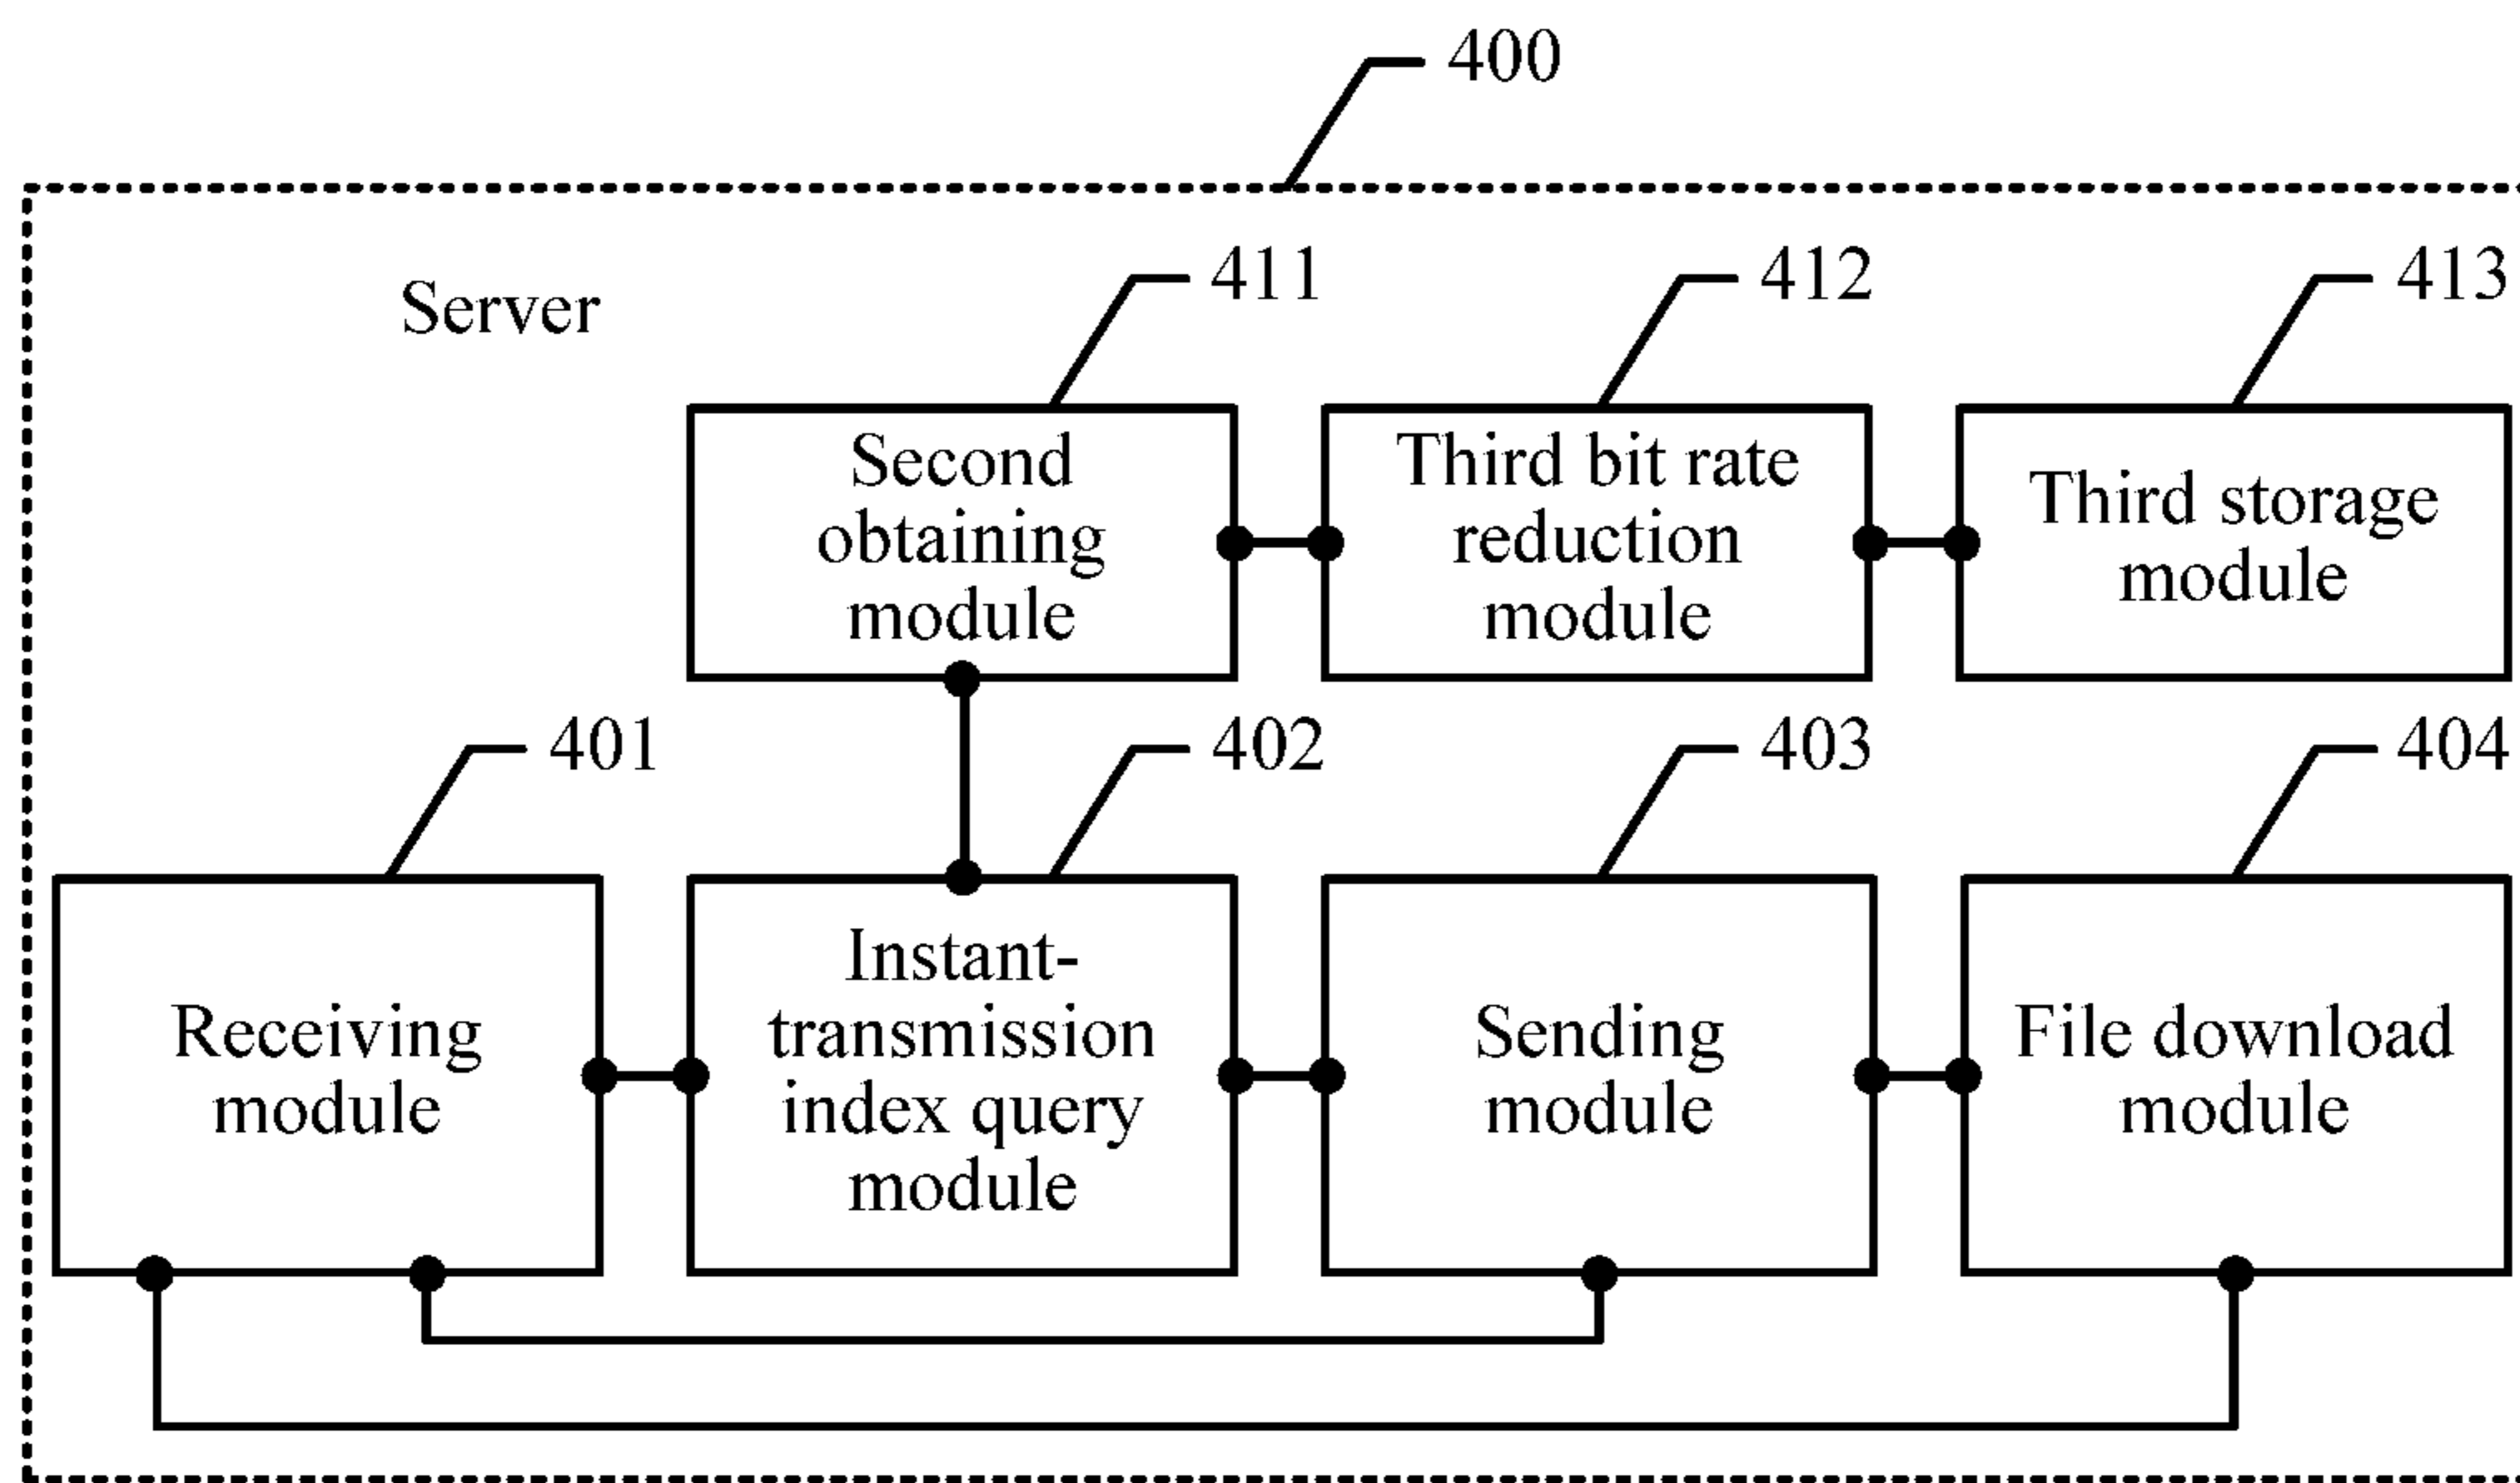 400
Server
411
412
413
Second
obtaining
module
Third bit rate
reduction
module
Third storage
module
401
402
403
404
Receiving
module
Instant-
transmission
index query
module
Sending
module
File download
module